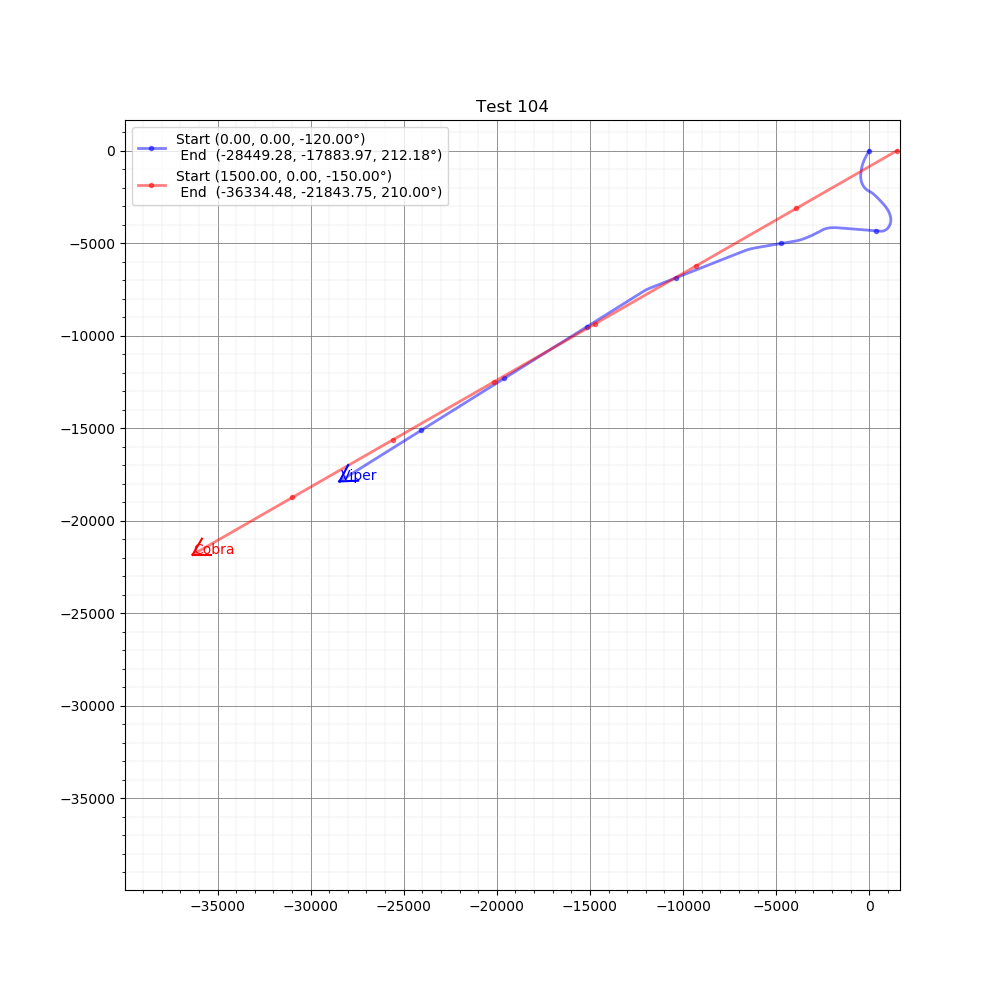 Test 104
Start (0.00, 0.00, -120.00°)
End (-28449.28, -17883.97, 212.18°)
Start (1500.00, 0.00, -150.00°)
End (-36334.48, -21843.75, 210.00°)
0
−5000
−10000
−15000
−20000
−25000
−30000
−35000
Viper
Cobra
−35000 −30000 −25000 −20000 −15000 −10000 −5000 0